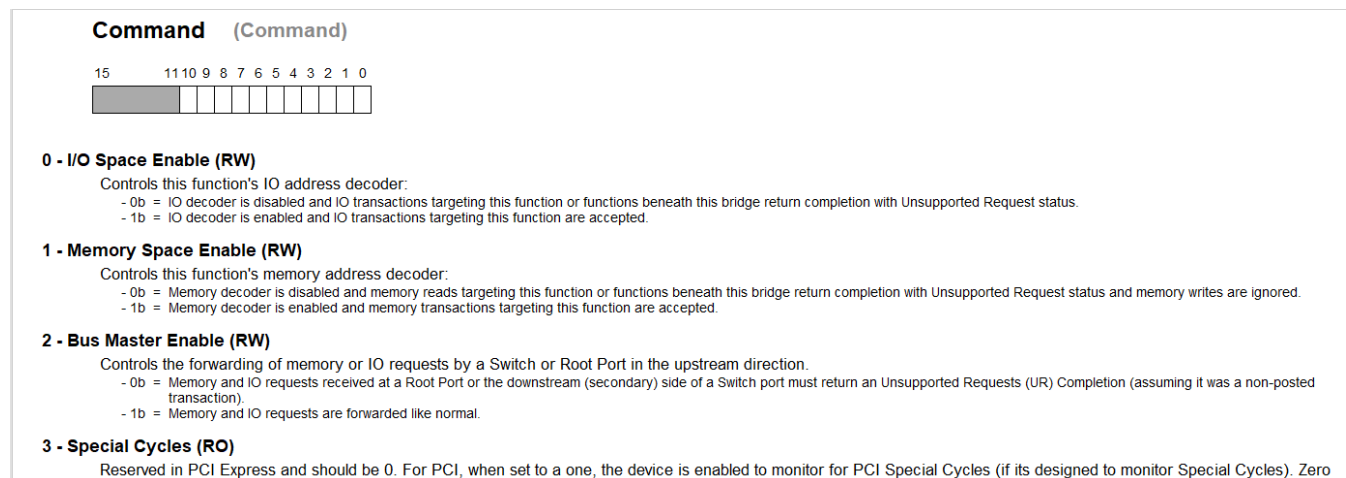 Command (Command)
15 11 10 9 8 7 6 5 4 3 2 1 0
0 - I/O Space Enable (RW)
Controls this function's IO address decoder:
- 0b = IO decoder is disabled and IO transactions targeting this function or functions beneath this bridge return completion with Unsupported Request status.
- 1b = IO decoder is enabled and IO transactions targeting this function are accepted.
1 - Memory Space Enable (RW)
Controls this function's memory address decoder:
- 0b = Memory decoder is disabled and memory reads targeting this function or functions beneath this bridge return completion with Unsupported Request status and memory writes are ignored.
- 1b = Memory decoder is enabled and memory transactions targeting this function are accepted.
2 - Bus Master Enable (RW)
Controls the forwarding of memory or IO requests by a Switch or Root Port in the upstream direction.
- 0b = Memory and IO requests received at a Root Port or the downstream (secondary) side of a Switch port must return an Unsupported Requests (UR) Completion (assuming it was a non-posted
transaction).
- 1b = Memory and IO requests are forwarded like normal.
3 - Special Cycles (RO)
Reserved in PCI Express and should be 0. For PCI, when set to a one, the device is enabled to monitor for PCI Special Cycles (if its designed to monitor Special Cycles). Zero